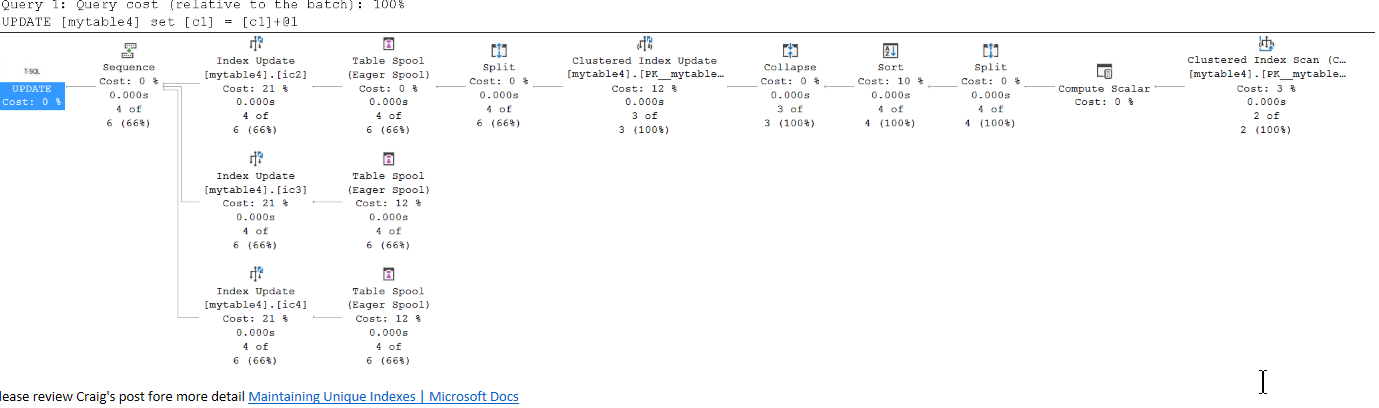 Query 1: Query cost (relative to the batch): 100%
UPDATE [mytable4] set [c1] = [c1]+@1
T-SQL
UPDATE
Cost: 0 %
Sequence
Cost: 0 %
0.000s
4 of
6 (66%)
Index Update
[mytable4].[ic2]
Cost: 21 %
0.000s
4 of
6 (66%)
Table Spool
(Eager Spool)
Cost: 0 %
0.000s
4 of
6 (66%)
Split
Cost: 0 %
0.000s
4 of
6 (66%)
Clustered Index Update
[mytable4].[PK__mytable…
Cost: 12 %
0.000s
3 of
3 (100%)
Collapse
Cost: 0 %
0.000s
3 of
3 (100%)
Sort
Cost: 10 %
0.000s
4 of
4 (100%)
Split
Cost: 0 %
0.000s
4 of
4 (100%)
Compute Scalar
Cost: 0 %
Clustered Index Scan (C…
[mytable4].[PK__mytable…
Cost: 3 %
0.000s
2 of
2 (100%)
Index Update
[mytable4].[ic3]
Cost: 21 %
0.000s
4 of
6 (66%)
Table Spool
(Eager Spool)
Cost: 12 %
0.000s
4 of
6 (66%)
Index Update
[mytable4].[ic4]
Cost: 21 %
0.000s
4 of
6 (66%)
Table Spool
(Eager Spool)
Cost: 12 %
0.000s
4 of
6 (66%)
lease review Craig's post fore more detail Maintaining Unique Indexes | Microsoft Docs